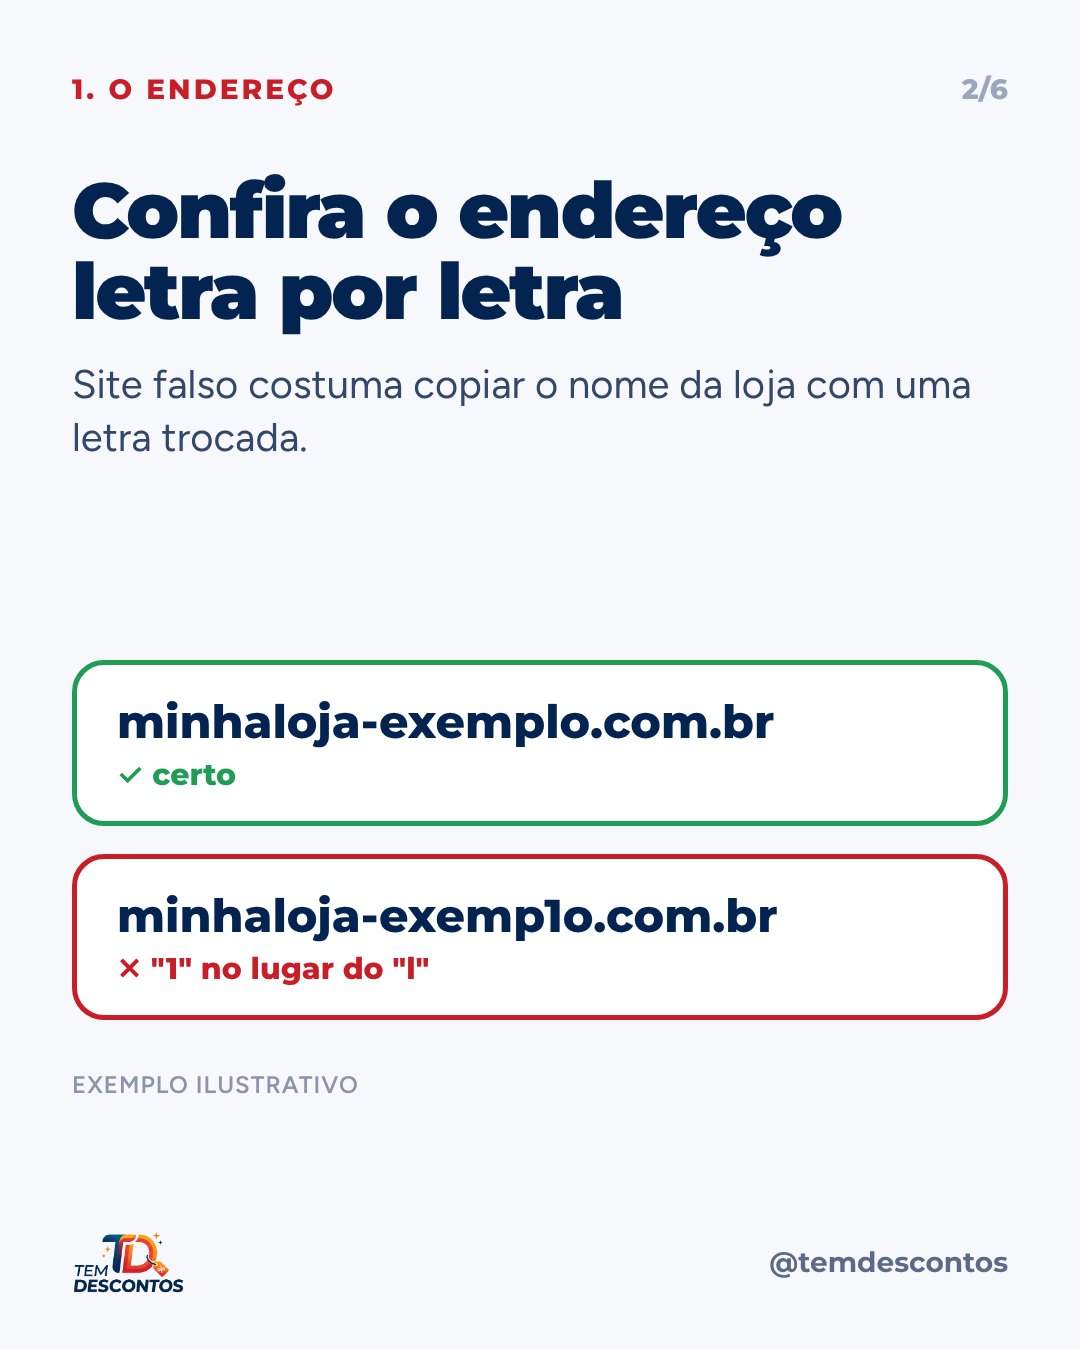 1. O ENDEREÇO
2/6
Confira o endereço
letra por letra
Site falso costuma copiar o nome da loja com uma
letra trocada.
minhaloja-exemplo.com.br
✓ certo
minhaloja-exemp1o.com.br
✕ "1" no lugar do "l"
EXEMPLO ILUSTRATIVO
TD
TEM
DESCONTOS
@temdescontos